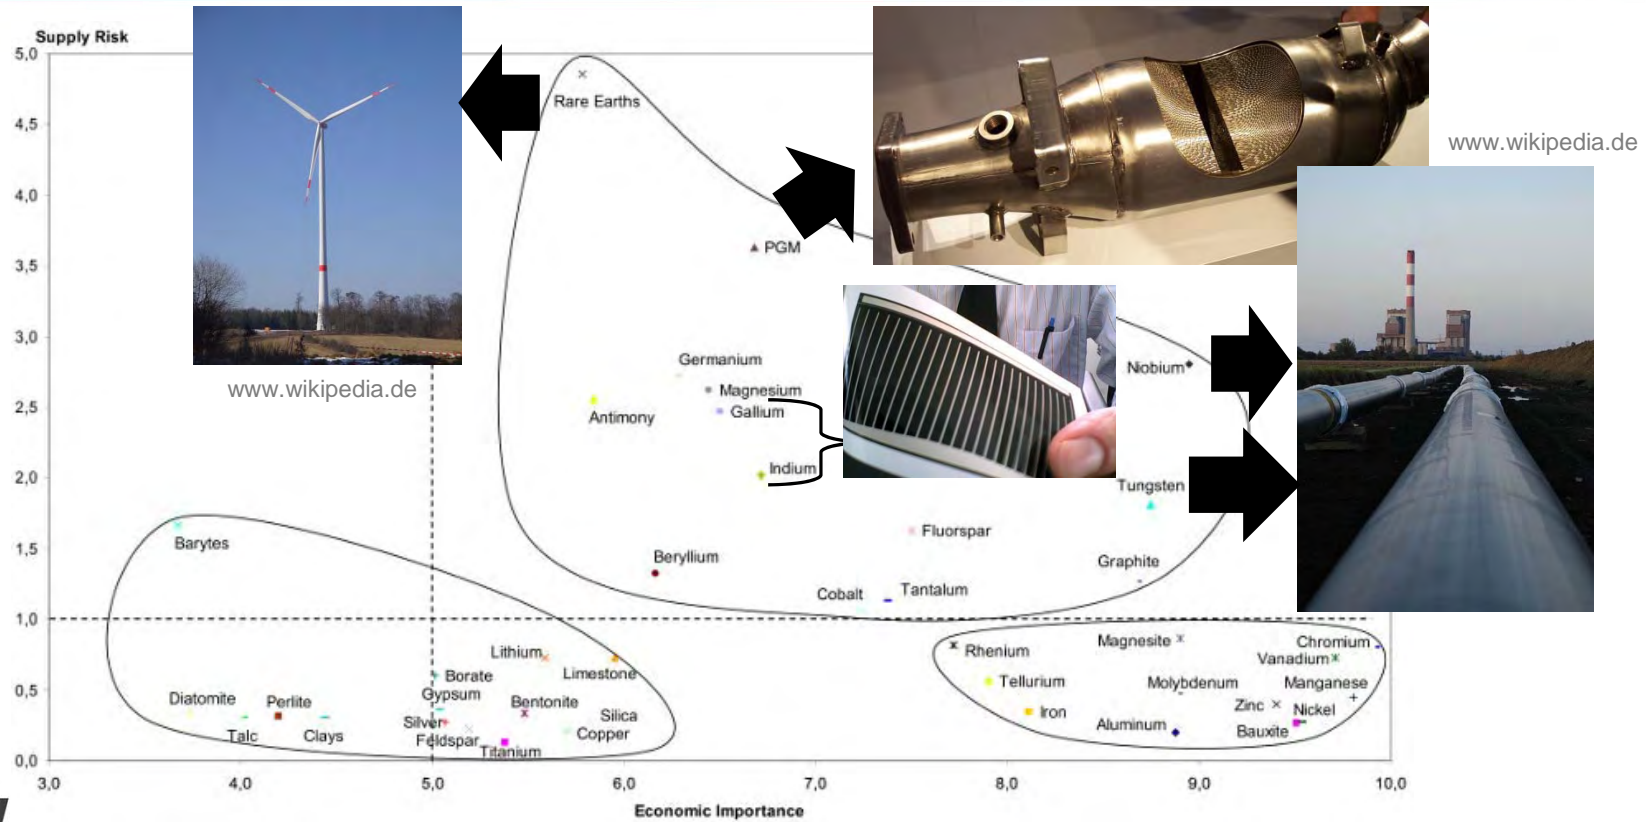 Supply Risk
5,0
4,5
4,0
3,5
3,0
2,5
2,0
1,5
1,0
0,5
0,0
3,0
4,0
5,0
6,0
7,0
8,0
9,0
10,0
Economic Importance
Rare Earths
PGM
www.wikipedia.de
www.wikipedia.de
Niobium
Germanium
Magnesium
Gallium
Antimony
Indium
Tungsten
Barytes
Fluorspar
Beryllium
Graphite
Cobalt
Tantalum
Lithium
Limestone
Borate
Gypsum
Bentonite
Diatomite
Perlite
Silver
Silica
Talc
Clays
Feldspar
Copper
Titanium
Rhenium
Magnesite
Chromium
Vanadium
Tellurium
Molybdenum
Manganese
Iron
Zinc
Nickel
Aluminum
Bauxite